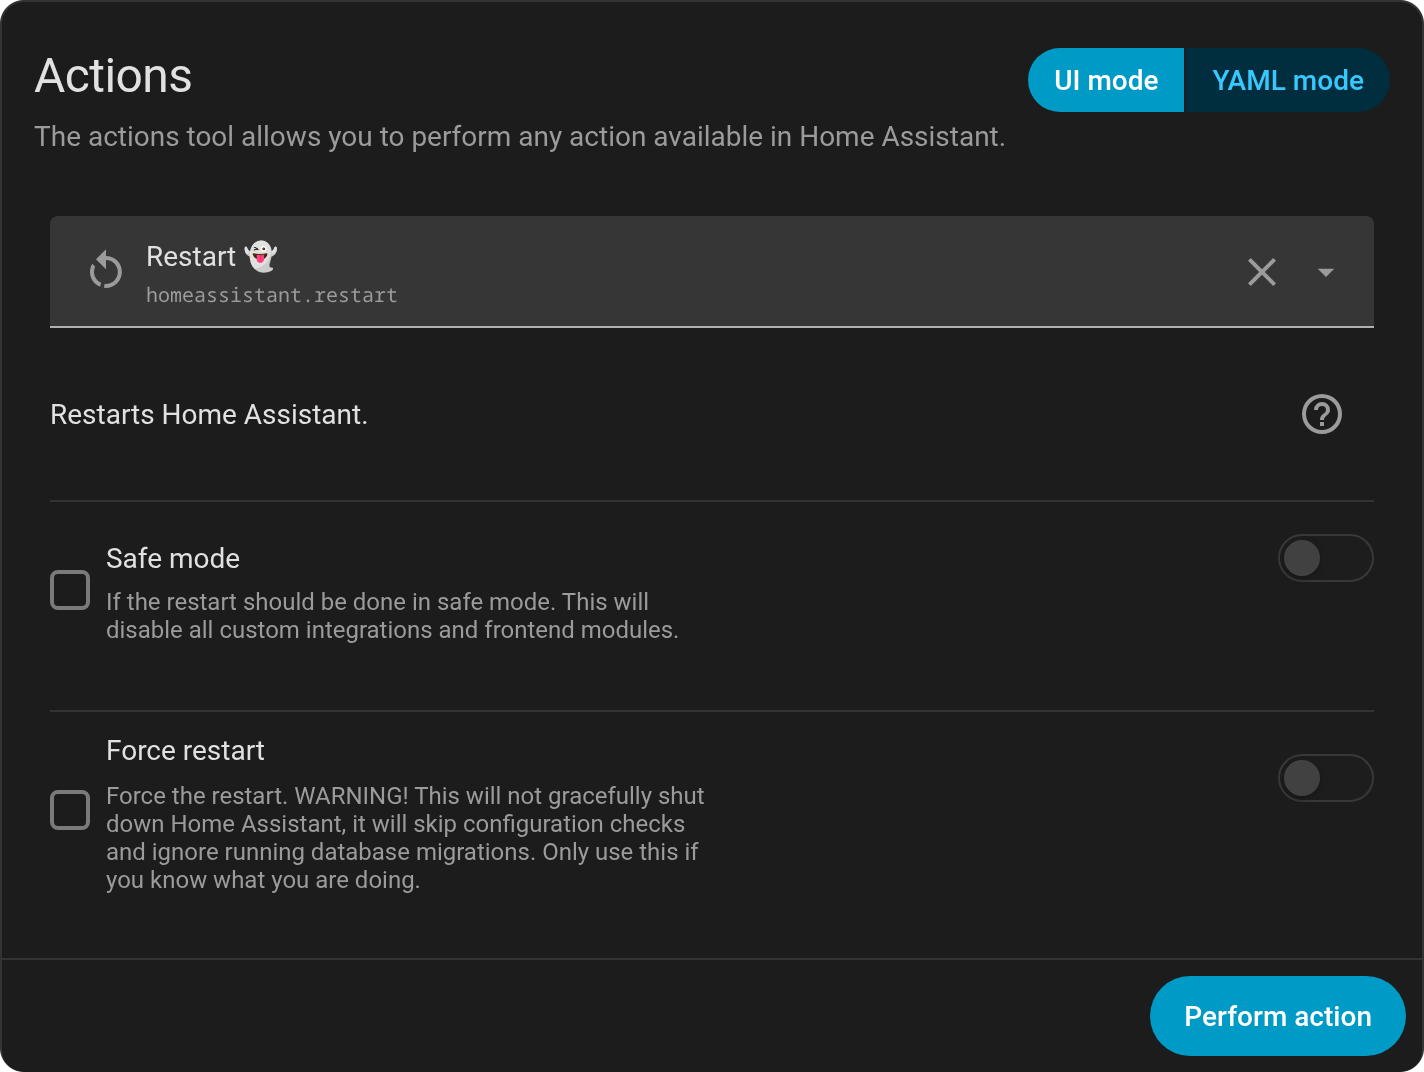 Actions
UI mode
YAML mode
The actions tool allows you to perform any action available in Home Assistant.
Restart 👻
homeassistant.restart
Restarts Home Assistant.
Safe mode
If the restart should be done in safe mode. This will
disable all custom integrations and frontend modules.
Force restart
Force the restart. WARNING! This will not gracefully shut
down Home Assistant, it will skip configuration checks
and ignore running database migrations. Only use this if
you know what you are doing.
Perform action